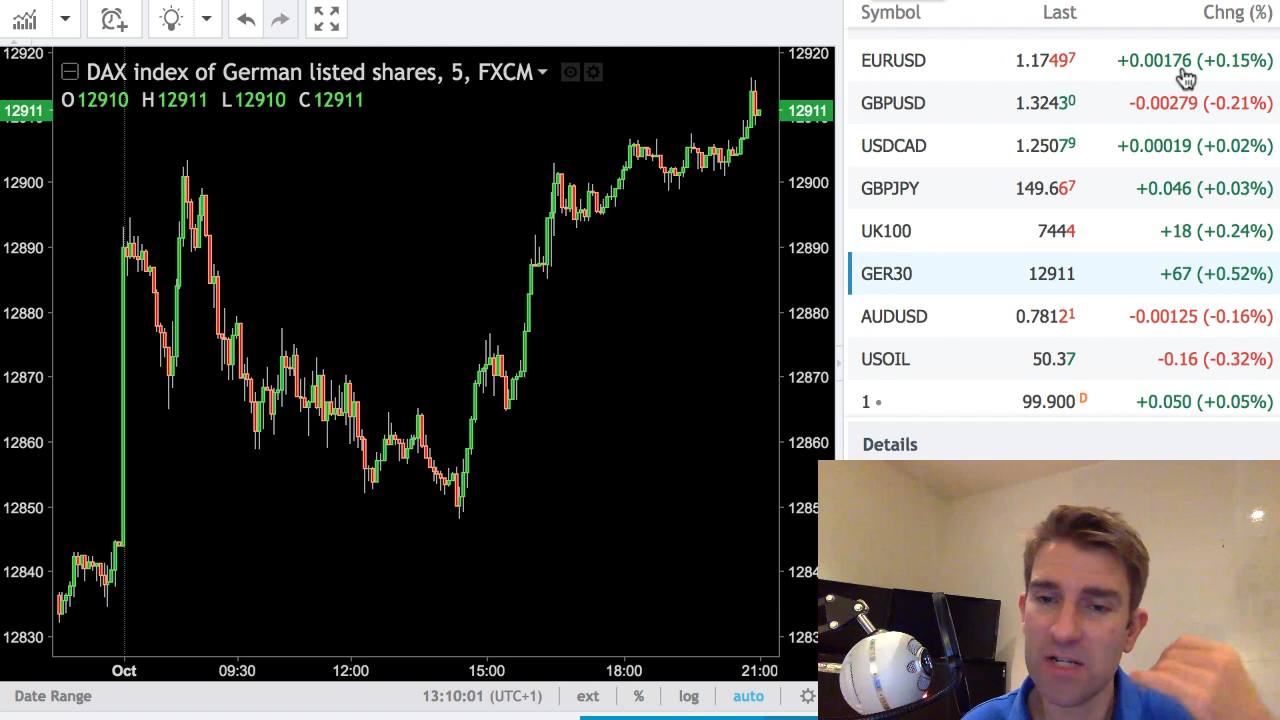 Symbol Last Chng (%)
EURUSD 1.17497 +0.00176 (+0.15%)
GBPUSD 1.32430 -0.00279 (-0.21%)
USDCAD 1.25079 +0.00019 (+0.02%)
GBPJPY 149.667 +0.046 (+0.03%)
UK100 7444 +18 (+0.24%)
GER30 12911 +67 (+0.52%)
AUDUSD 0.78121 -0.00125 (-0.16%)
USOIL 50.37 -0.16 (-0.32%)
1 • 99.900 D +0.050 (+0.05%)
Details
DAX index of German listed shares, 5, FXCM
O 12910 H 12911 L 12910 C 12911
12920 12920
12911 12911
12900 12900
12890 12890
12880 12880
12870 12870
12860 12860
12850
12840
12830
Oct 09:30 12:00 15:00 18:00 21:00
Date Range 13:10:01 (UTC+1) ext % log auto